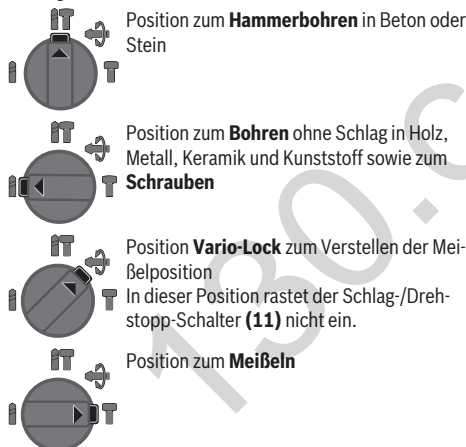 Position zum Hammerbohren in Beton oder
Stein
Position zum Bohren ohne Schlag in Holz,
Metall, Keramik und Kunststoff sowie zum
Schrauben
Position Vario-Lock zum Verstellen der Mei-
ßelposition
In dieser Position rastet der Schlag-/Dreh-
stopp-Schalter (11) nicht ein.
Position zum Meißeln
130.c